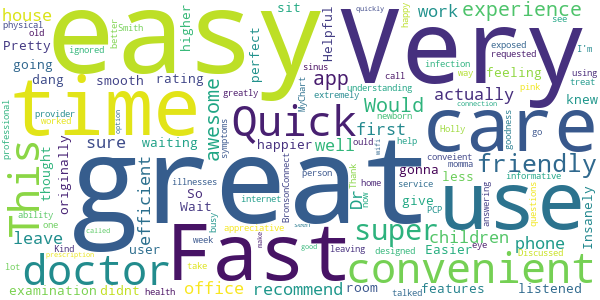 easy
Very
great
time
use
care
Fast
Quick
doctor
convenient
This
super
friendly
app
awesome
experience
house
Smith
physical
old
ignored
better
Pretty
going
dang
smooth
rating
higher
perfect
sit
Helpful
work
quickly
happy
see
exposed
requested
I'm
infection
using
way
treat
feeling
pink
actually
knew
sinus
call
MyChart
understanding
extremely
provider
worked
option
greatly
symptoms
Would
newborn
connection
Holly
go
goodness
professional
thought
originally
sure
waiting
efficient
first
happier
well
ould
help
wifi
convenient
momma
informative
Insanely
illnesses
person
Thank
home
gonna
less
So
Wait
busy
internet
BronsonConnect
Dr
now
service
give
PCP
answering
questions
ability
one
leave
user
Kind
called
appreciative
week
make
leaving
seen
good
designed
children
Easier
eye
phone
Discussed
prescription
lot
examination
didnt
health
take
office
recommend
room
talked
features
listened